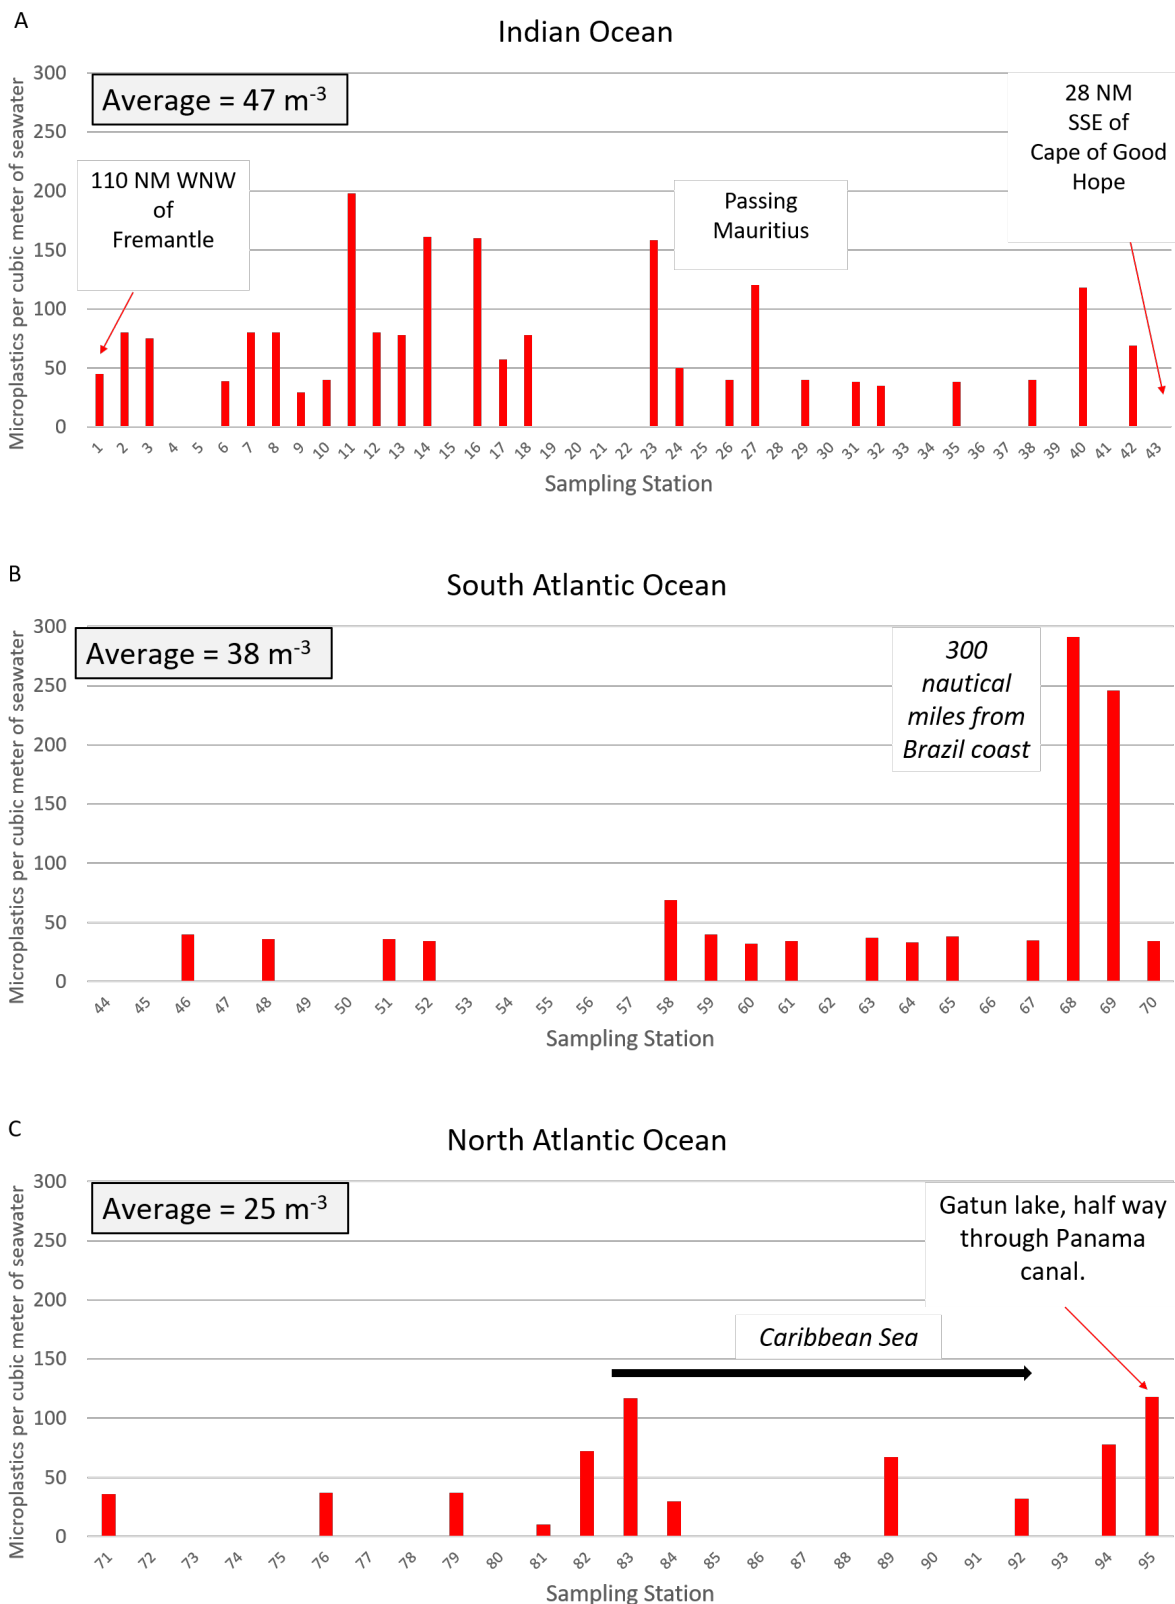 A
Indian Ocean
Microplastics per cubic meter of seawater
300
250
200
150
100
50
0
Average = 47 m-3
110 NM WNW
of
Fremantle
Passing
Mauritius
28 NM
SSE of
Cape of Good
Hope
1 2 3 4 5 6 7 8 9 10 11 12 13 14 15 16 17 18 19 20 21 22 23 24 25 26 27 28 29 30 31 32 33 34 35 36 37 38 39 40 41 42 43
Sampling Station
B
South Atlantic Ocean
Microplastics per cubic meter of seawater
300
250
200
150
100
50
0
Average = 38 m-3
300
nautical
miles from
Brazil coast
44 45 46 47 48 49 50 51 52 53 54 55 56 57 58 59 60 61 62 63 64 65 66 67 68 69 70
Sampling Station
C
North Atlantic Ocean
Microplastics per cubic meter of seawater
300
250
200
150
100
50
0
Average = 25 m-3
Gatun lake, half way
through Panama
canal.
Caribbean Sea
71 72 73 74 75 76 77 78 79 80 81 82 83 84 85 86 87 88 89 90 91 92 93 94 95
Sampling Station